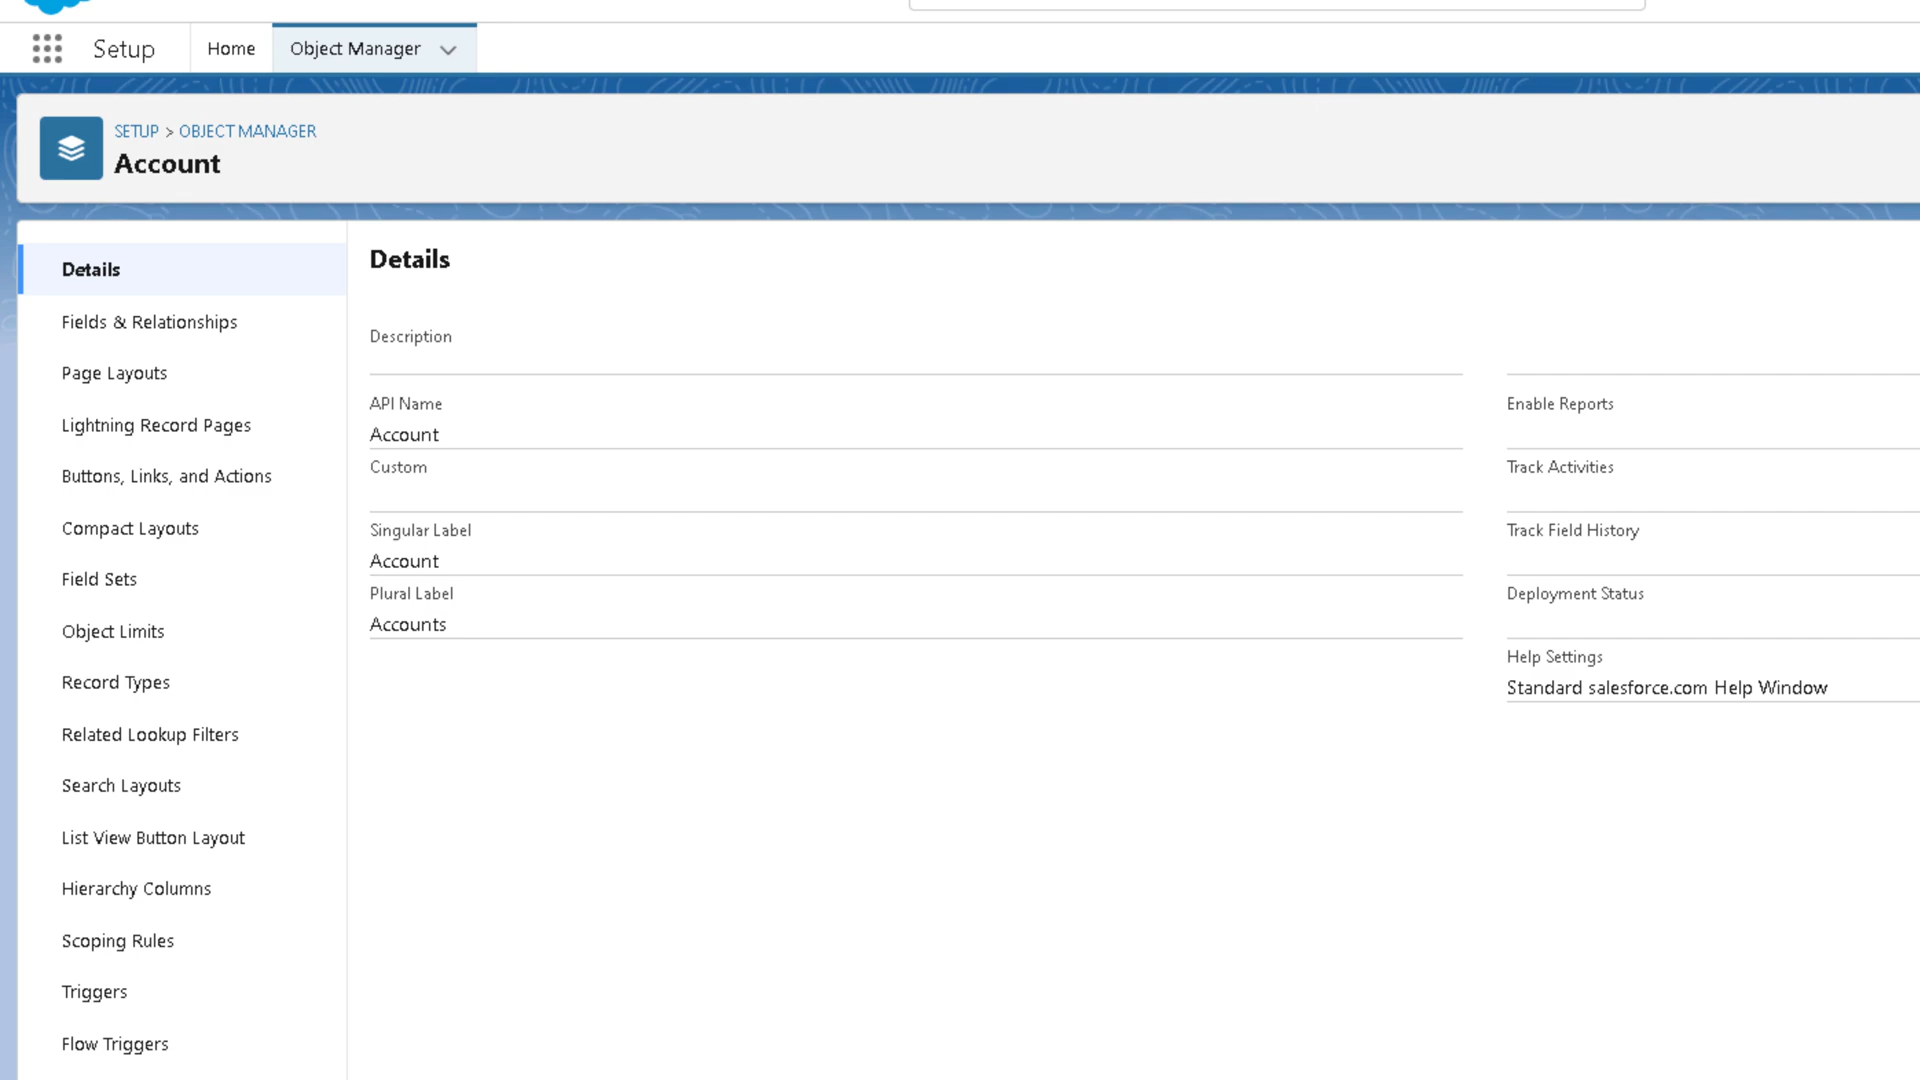 Setup
Home
Object Manager
SETUP > OBJECT MANAGER
Account
Details
Fields & Relationships
Page Layouts
Lightning Record Pages
Buttons, Links, and Actions
Compact Layouts
Field Sets
Object Limits
Record Types
Related Lookup Filters
Search Layouts
List View Button Layout
Hierarchy Columns
Scoping Rules
Triggers
Flow Triggers
Details
Description
API Name
Account
Custom
Singular Label
Account
Plural Label
Accounts
Enable Reports
Track Activities
Track Field History
Deployment Status
Help Settings
Standard salesforce.com Help Window